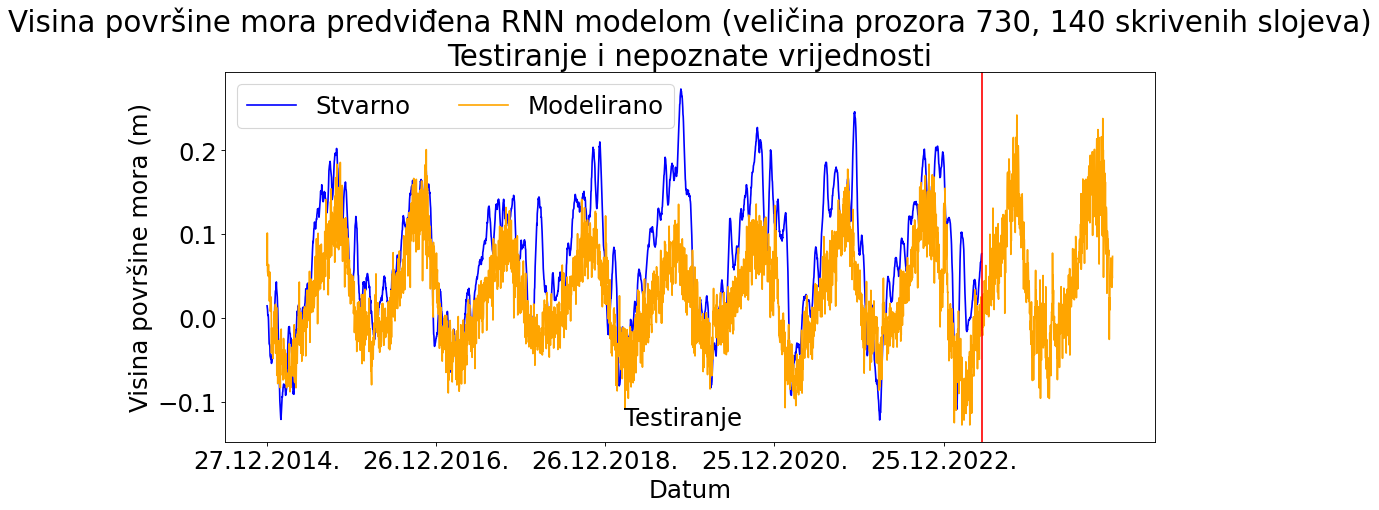 Visina površine mora predviđena RNN modelom (veličina prozora 730, 140 skrivenih slojeva)
Testiranje i nepoznate vrijednosti
Stvarno Modelirano
Visina površine mora (m)
0.2
0.1
0.0
−0.1
Testiranje
27.12.2014. 26.12.2016. 26.12.2018. 25.12.2020. 25.12.2022.
Datum